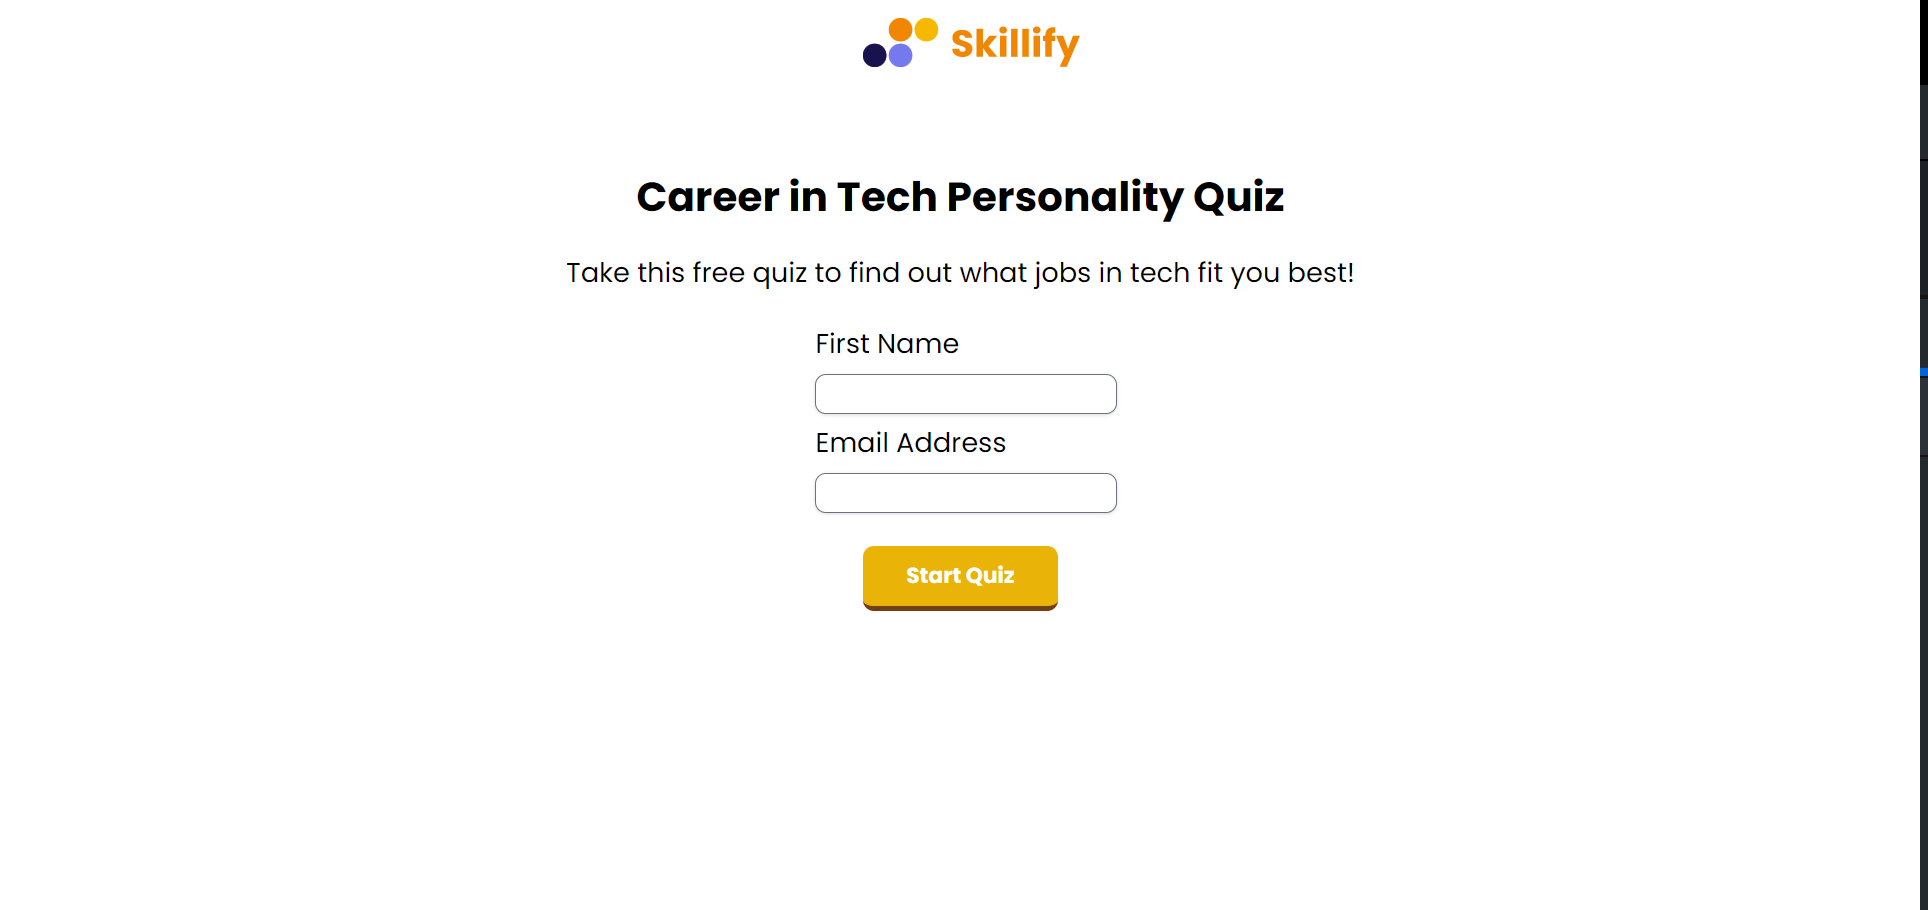 Skillify
Career in Tech Personality Quiz
Take this free quiz to find out what jobs in tech fit you best!
First Name
Email Address
Start Quiz